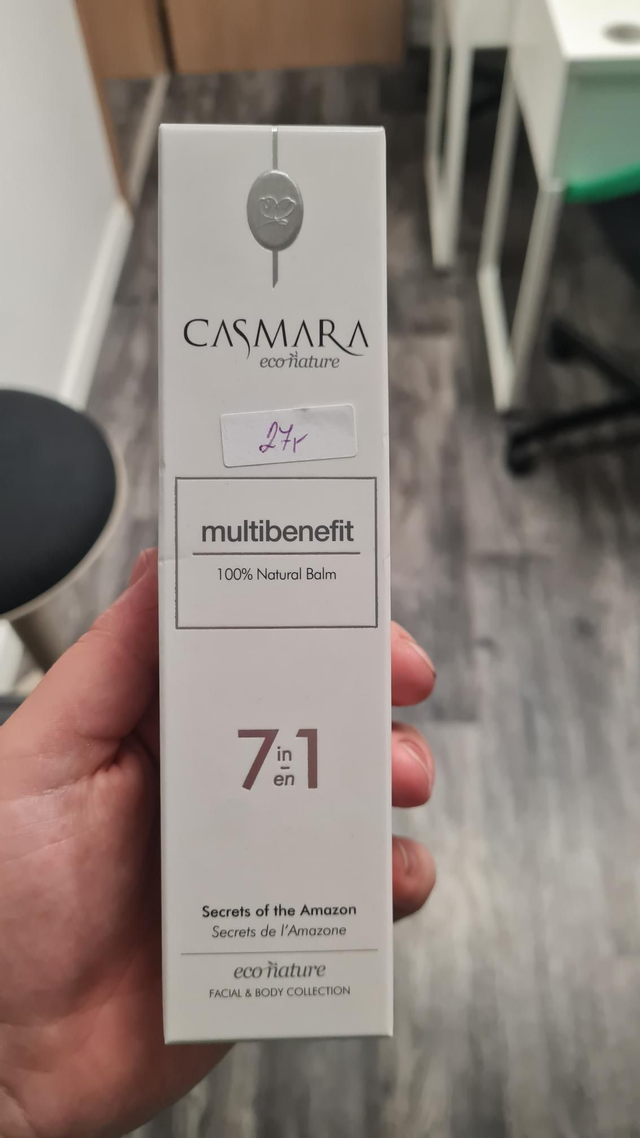 CASMARA
eco nature
27,-
multibenefit
100% Natural Balm
7 in en 1
Secrets of the Amazon
Secrets de l'Amazone
eco nature
FACIAL & BODY COLLECTION